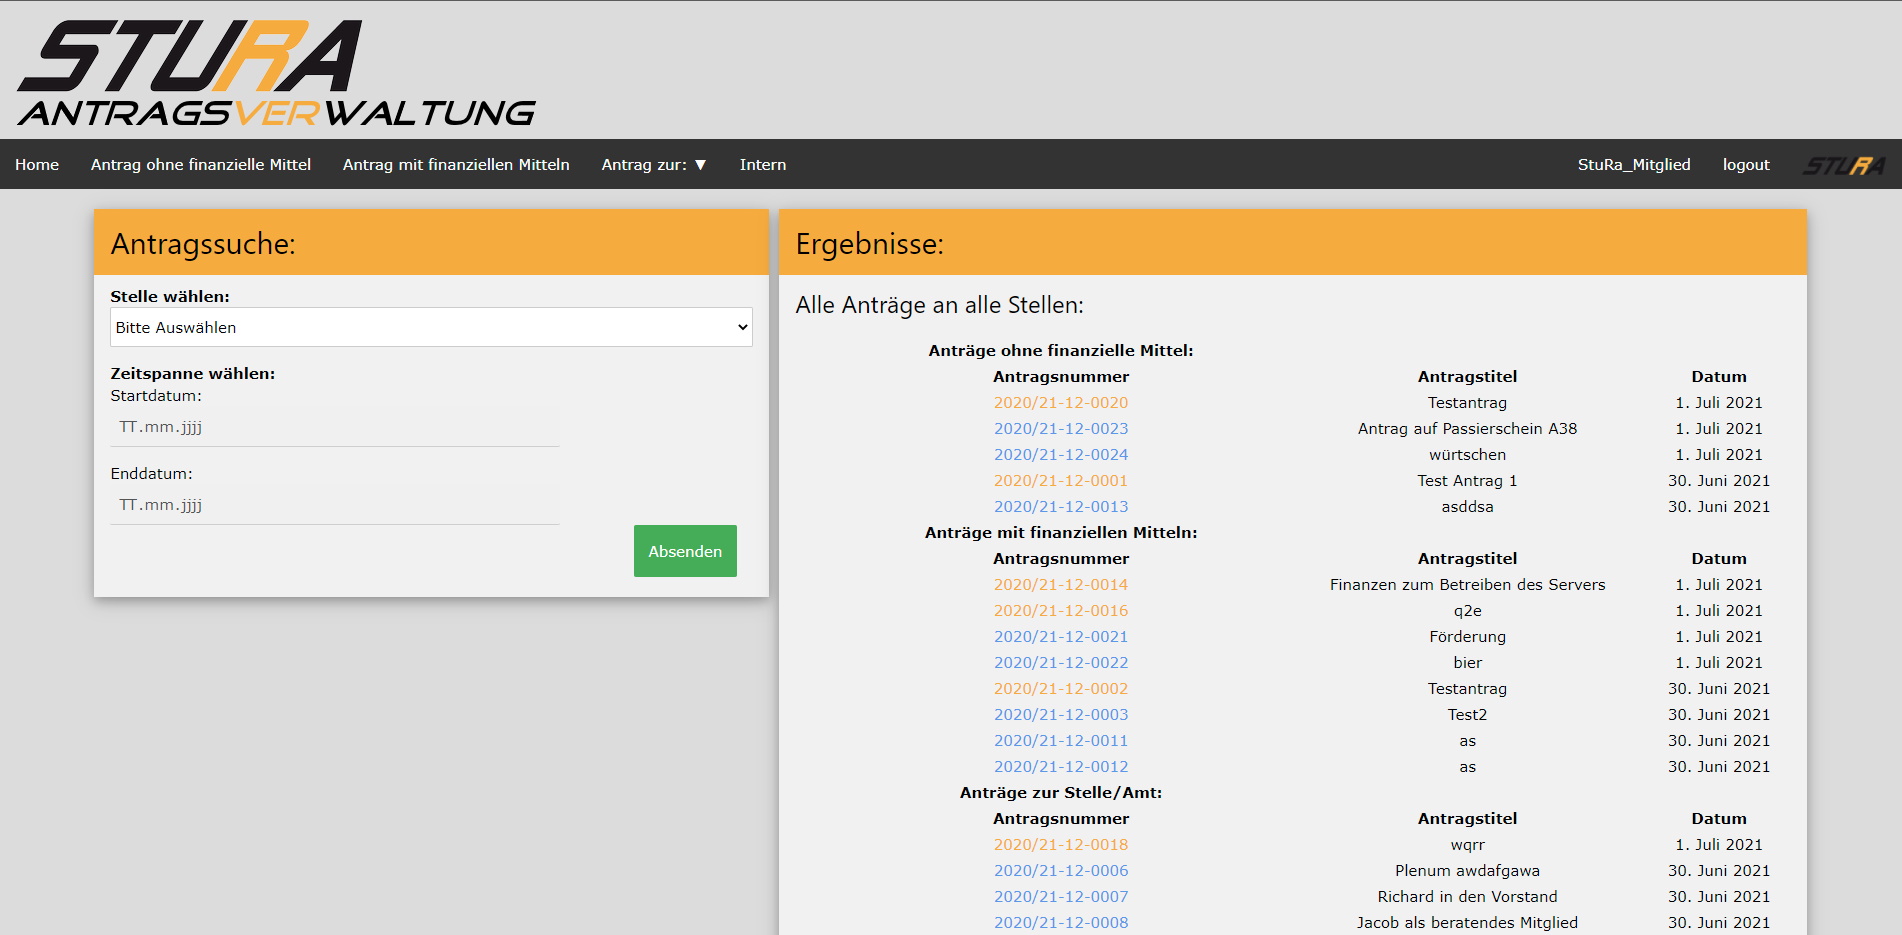 STURA
ANTRAGSVERWALTUNG
Home Antrag ohne finanzielle Mittel Antrag mit finanziellen Mitteln Antrag zur: ▼ Intern StuRa_Mitglied logout STURA
Antragssuche:
Stelle wählen:
Bitte Auswählen
Zeitspanne wählen:
Startdatum:
TT.mm.jjjj
Enddatum:
TT.mm.jjjj
Absenden
Ergebnisse:
Alle Anträge an alle Stellen:
Anträge ohne finanzielle Mittel:
Antragsnummer Antragstitel Datum
2020/21-12-0020 Testantrag 1. Juli 2021
2020/21-12-0023 Antrag auf Passierschein A38 1. Juli 2021
2020/21-12-0024 würtschen 1. Juli 2021
2020/21-12-0001 Test Antrag 1 30. Juni 2021
2020/21-12-0013 asddsa 30. Juni 2021
Anträge mit finanziellen Mitteln:
Antragsnummer Antragstitel Datum
2020/21-12-0014 Finanzen zum Betreiben des Servers 1. Juli 2021
2020/21-12-0016 q2e 1. Juli 2021
2020/21-12-0021 Förderung 1. Juli 2021
2020/21-12-0022 bier 1. Juli 2021
2020/21-12-0002 Testantrag 30. Juni 2021
2020/21-12-0003 Test2 30. Juni 2021
2020/21-12-0011 as 30. Juni 2021
2020/21-12-0012 as 30. Juni 2021
Anträge zur Stelle/Amt:
Antragsnummer Antragstitel Datum
2020/21-12-0018 wqrr 1. Juli 2021
2020/21-12-0006 Plenum awdafgawa 30. Juni 2021
2020/21-12-0007 Richard in den Vorstand 30. Juni 2021
2020/21-12-0008 Jacob als beratendes Mitglied 30. Juni 2021